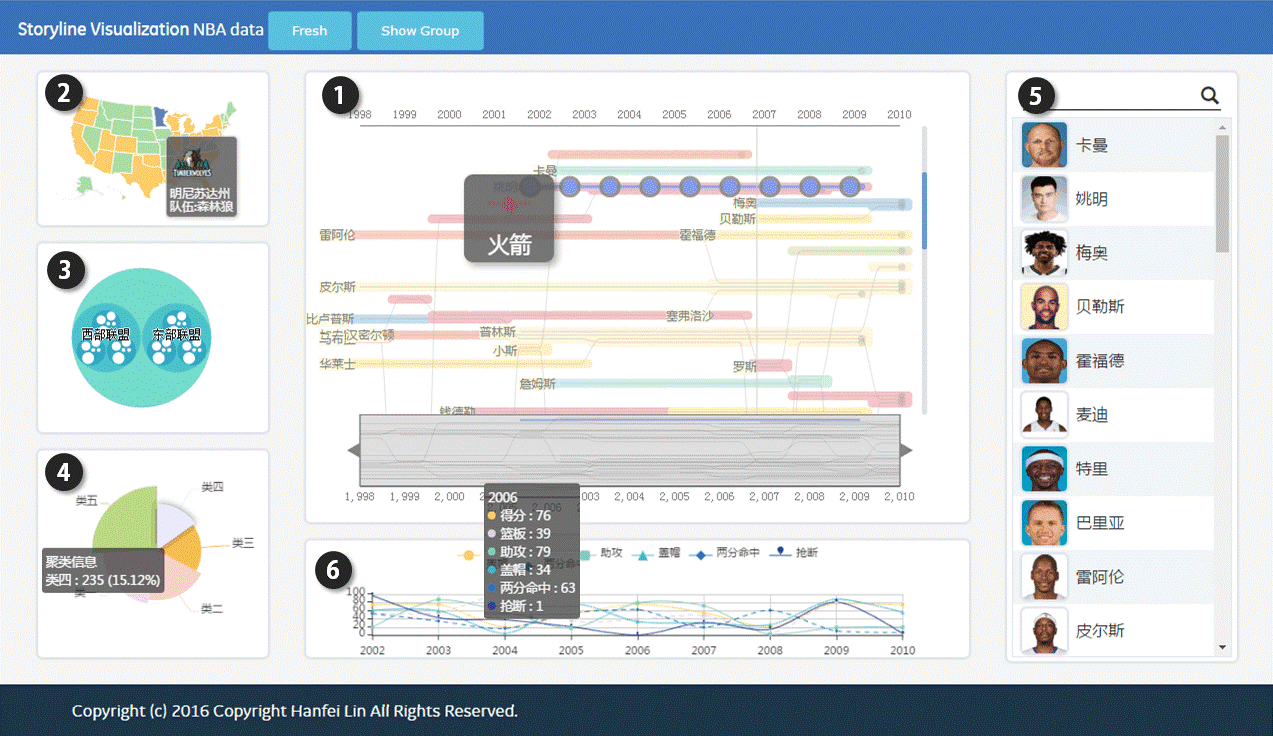 Storyline Visualization NBA data
Fresh
Show Group
2
TIMBERWOLVES
明尼苏达州
队伍:森林狼
3
西部联盟
东部联盟
4
类五
类四
类三
类二
聚类信息
类四 : 235 (15.12%)
1
1998 1999 2000 2001 2002 2003 2004 2005 2006 2007 2008 2009 2010
卡曼
姚明
火箭
梅奥
贝勒斯
雷阿伦
霍福德
皮尔斯
比卢普斯
塞弗洛沙
汉密尔顿
普林斯
小斯
华莱士
罗斯
詹姆斯
钱德勒
1,998 1,999 2,000 2,001 2,002 003 2,004 2,005 2,006 2,007 2,008 2,009 2,010
2006
得分 : 76
篮板 : 39
助攻 : 79
盖帽 : 34
两分命中 : 63
抢断 : 1
6
助攻 盖帽 两分命中 抢断
100
80
60
40
20
0
2002 2003 2004 2005 2006 2007 2008 2009 2010
5
卡曼
姚明
梅奥
贝勒斯
霍福德
麦迪
特里
巴里亚
雷阿伦
皮尔斯
Copyright (c) 2016 Copyright Hanfei Lin All Rights Reserved.